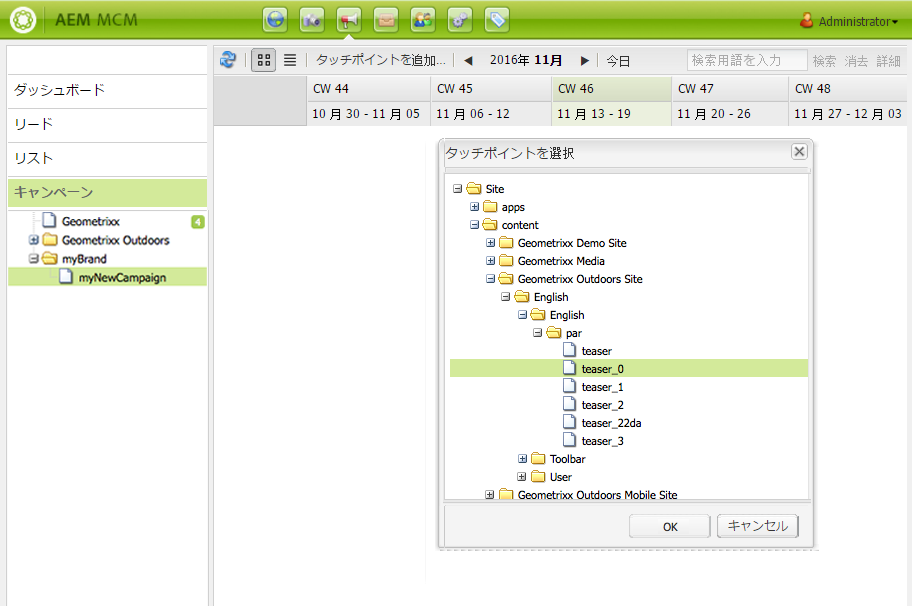 AEM MCM
Administrator
タッチポイントを追加...
2016年 11月
今日
検索用語を入力
検索 消去 詳細
ダッシュボード
リード
リスト
キャンペーン
Geometrixx 4
Geometrixx Outdoors
myBrand
myNewCampaign
CW 44 CW 45 CW 46 CW 47 CW 48
10 月 30 - 11 月 05 11 月 06 - 12 11 月 13 - 19 11 月 20 - 26 11 月 27 - 12 月 03
タッチポイントを選択
Site
apps
content
Geometrixx Demo Site
Geometrixx Media
Geometrixx Outdoors Site
English
English
par
teaser
teaser_0
teaser_1
teaser_2
teaser_22da
teaser_3
Toolbar
User
Geometrixx Outdoors Mobile Site
OK キャンセル